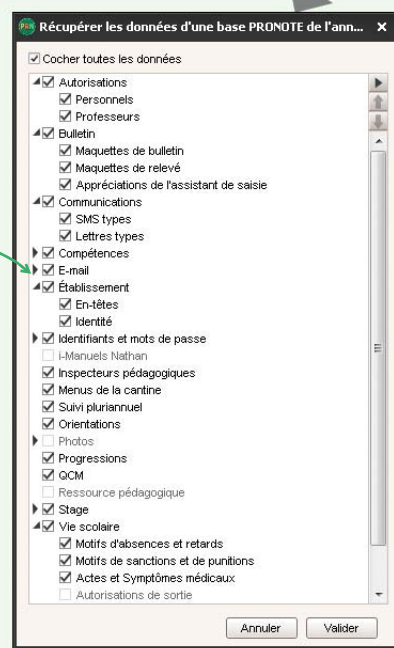 Récupérer les données d'une base PRONOTE de l'ann...
Cocher toutes les données
Autorisations
Personnels
Professeurs
Bulletin
Maquettes de bulletin
Maquettes de relevé
Appréciations de l'assistant de saisie
Communications
SMS types
Lettres types
Compétences
E-mail
Établissement
En-têtes
Identité
Identifiants et mots de passe
i-Manuels Nathan
Inspecteurs pédagogiques
Menus de la cantine
Suivi pluriannuel
Orientations
Photos
Progressions
QCM
Ressource pédagogique
Stage
Vie scolaire
Motifs d'absences et retards
Motifs de sanctions et de punitions
Actes et Symptômes médicaux
Autorisations de sortie
Annuler Valider